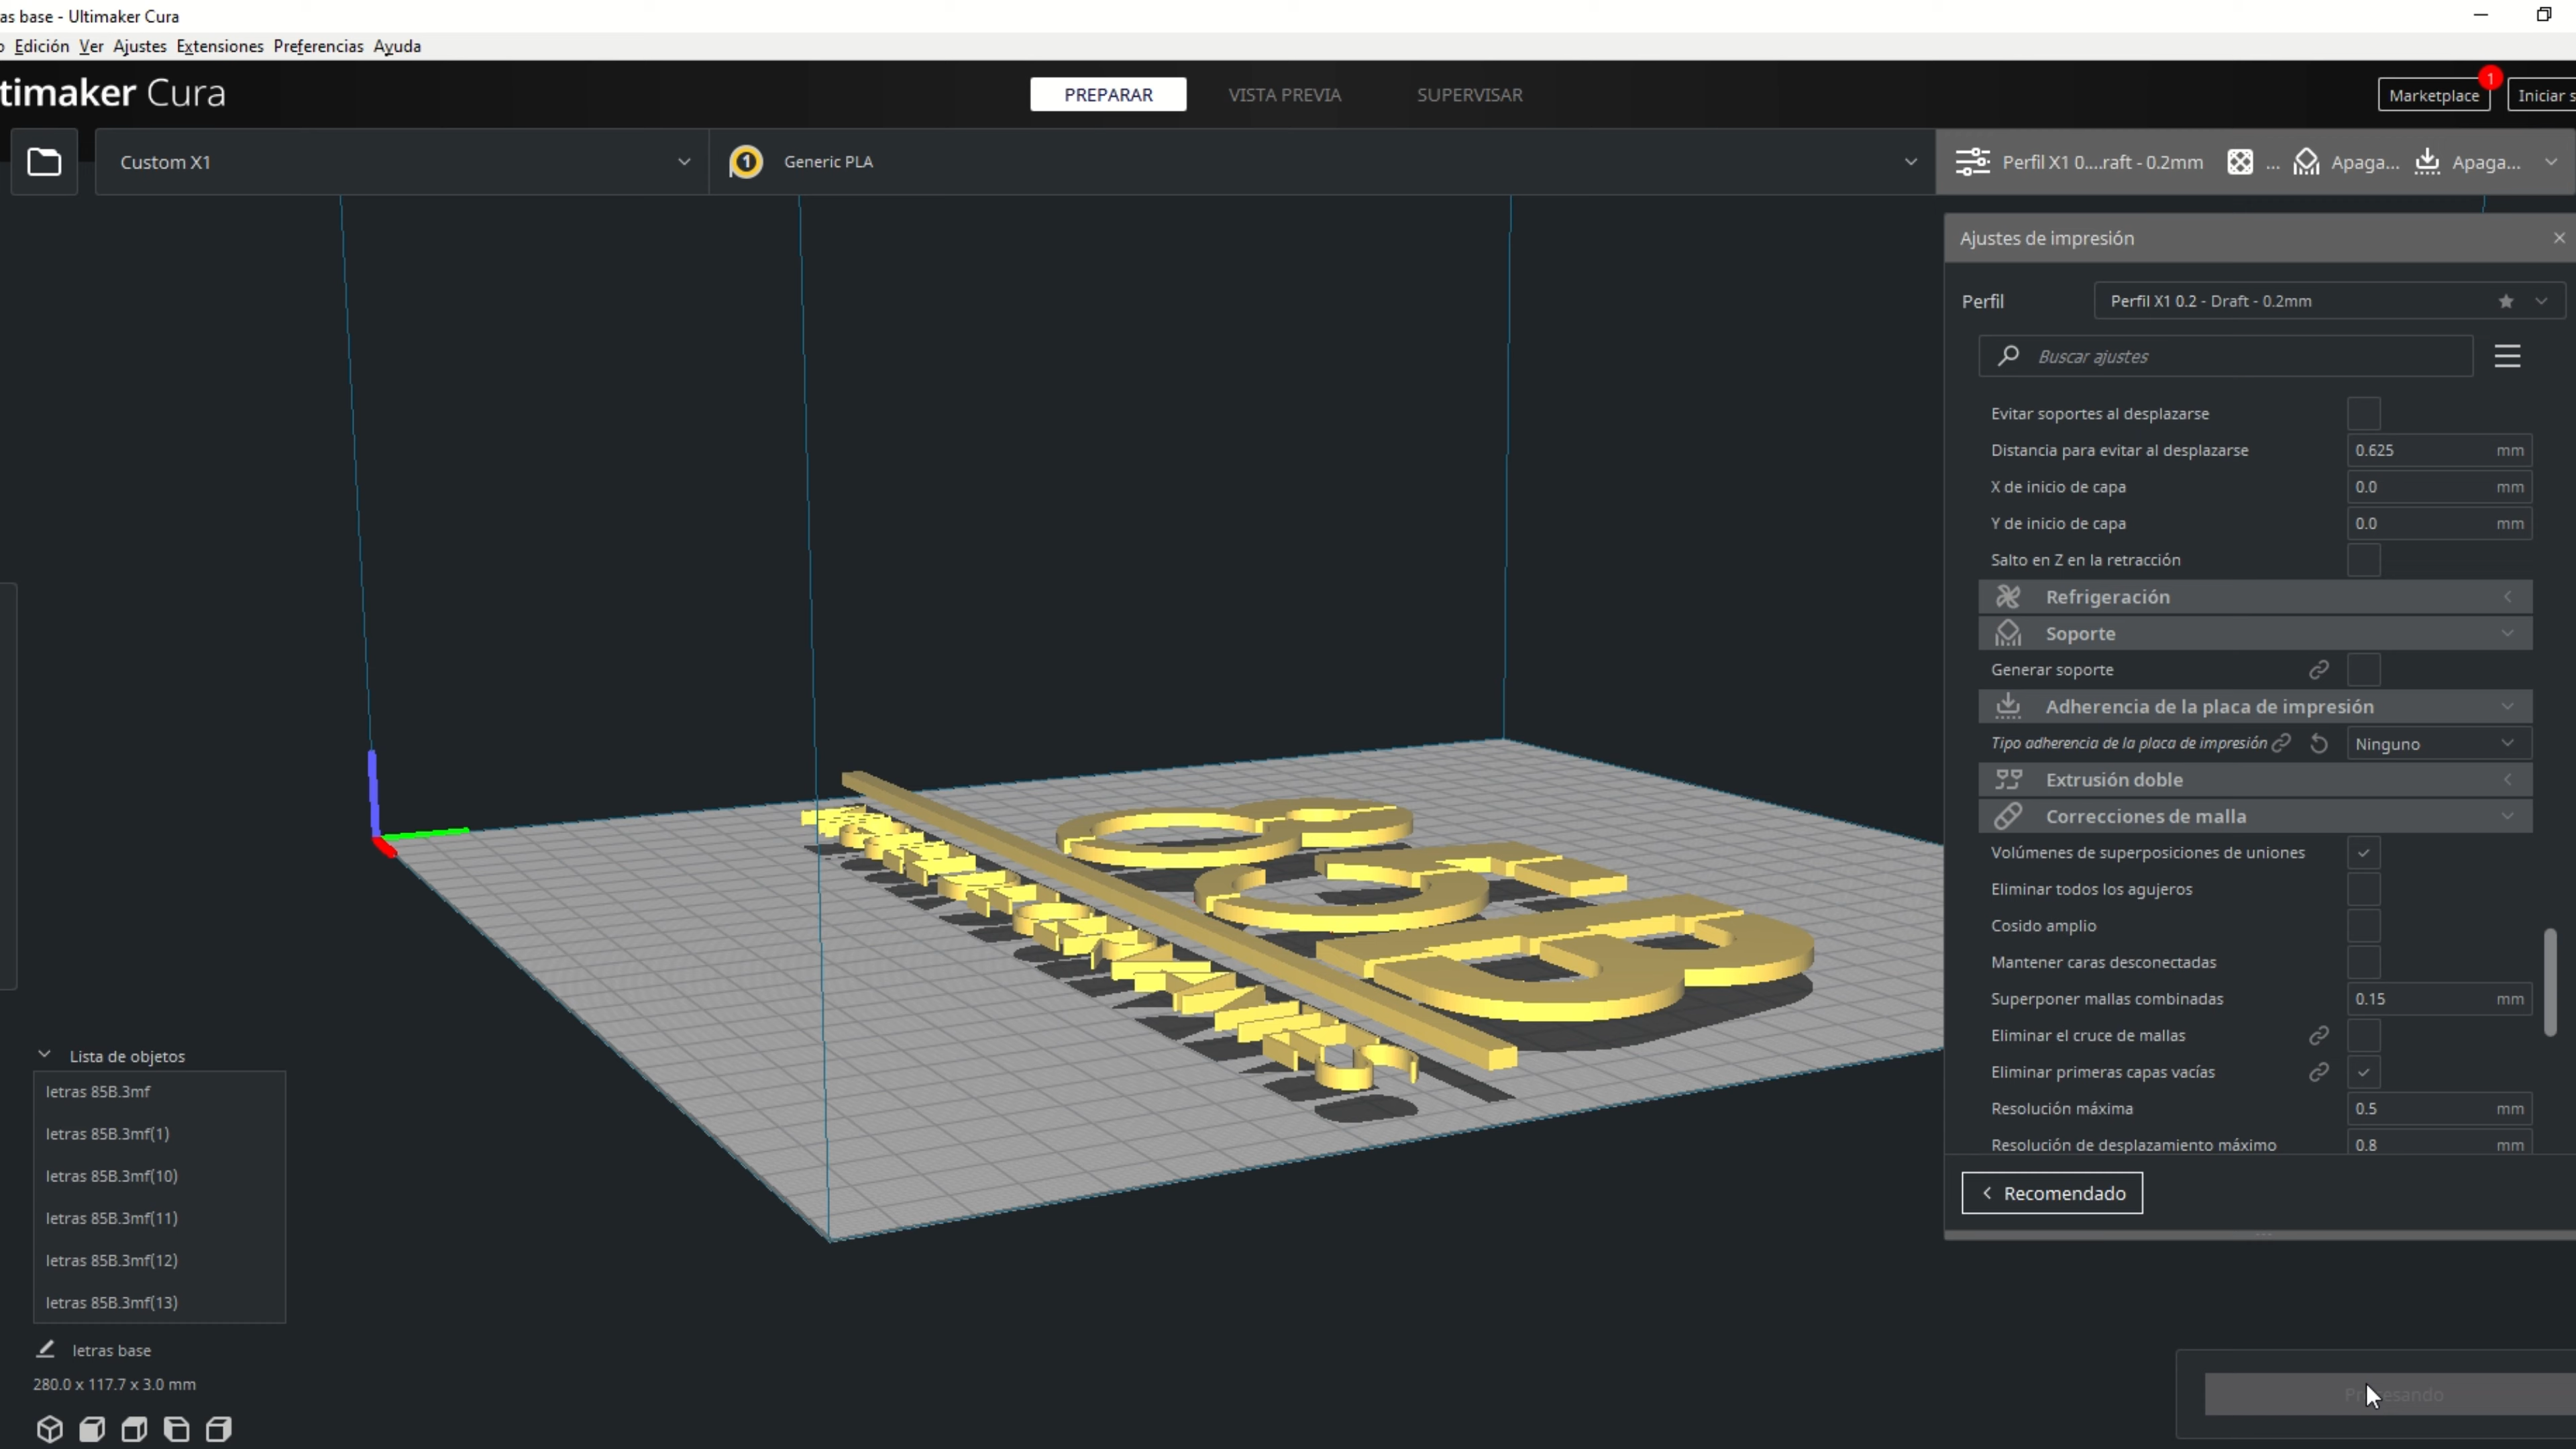 as base - Ultimaker Cura
o Edición Ver Ajustes Extensiones Preferencias Ayuda
timaker Cura
PREPARAR
VISTA PREVIA
SUPERVISAR
Marketplace
1
Iniciar s
Custom X1
1
Generic PLA
Perfil X1 0....raft - 0.2mm
...
Apaga...
Apaga...
Ajustes de impresión
Perfil
Perfil X1 0.2 - Draft - 0.2mm
Buscar ajustes
Evitar soportes al desplazarse
Distancia para evitar al desplazarse 0.625 mm
X de inicio de capa 0.0 mm
Y de inicio de capa 0.0 mm
Salto en Z en la retracción
Refrigeración
Soporte
Generar soporte
Adherencia de la placa de impresión
Tipo adherencia de la placa de impresión Ninguno
Extrusión doble
Correcciones de malla
Volúmenes de superposiciones de uniones
Eliminar todos los agujeros
Cosido amplio
Mantener caras desconectadas
Superponer mallas combinadas 0.15 mm
Eliminar el cruce de mallas
Eliminar primeras capas vacías
Resolución máxima 0.5 mm
Resolución de desplazamiento máximo 0.8 mm
Recomendado
Lista de objetos
letras 85B.3mf
letras 85B.3mf(1)
letras 85B.3mf(10)
letras 85B.3mf(11)
letras 85B.3mf(12)
letras 85B.3mf(13)
letras base
280.0 x 117.7 x 3.0 mm